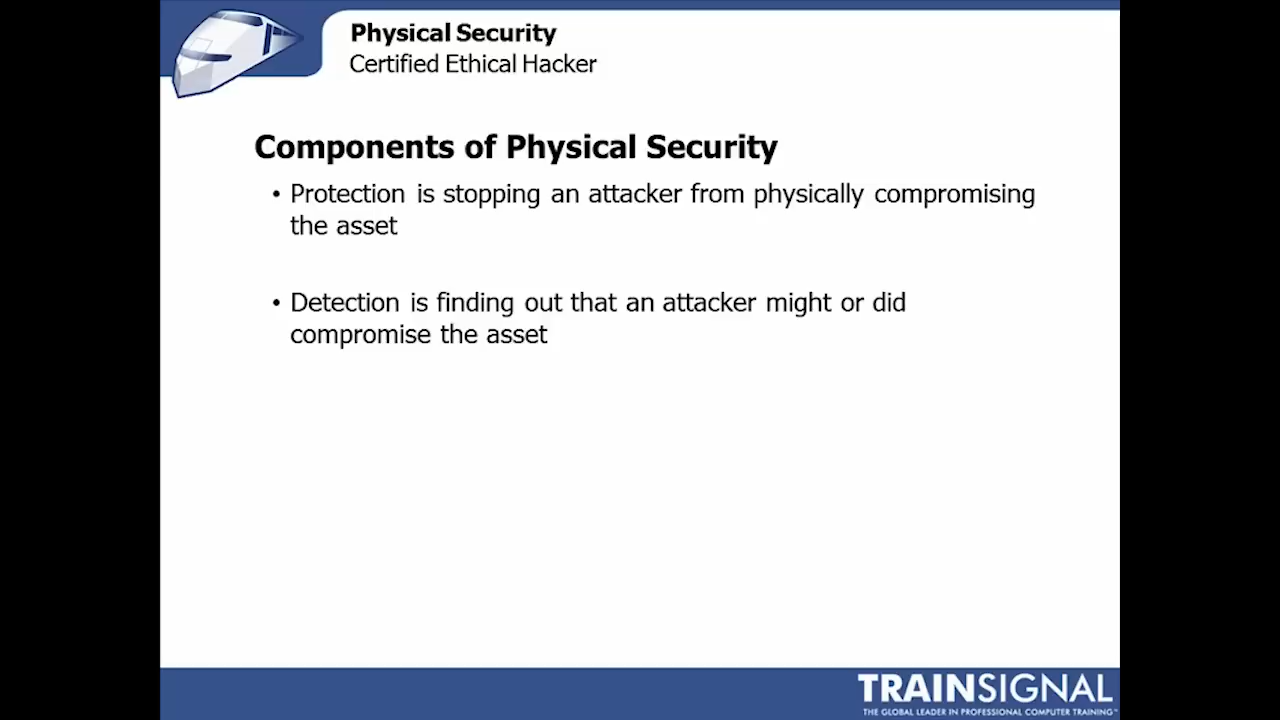 Physical Security
Certified Ethical Hacker
Components of Physical Security
• Protection is stopping an attacker from physically compromising
the asset
• Detection is finding out that an attacker might or did
compromise the asset
TRAINSIGNAL
THE GLOBAL LEADER IN PROFESSIONAL COMPUTER TRAINING™